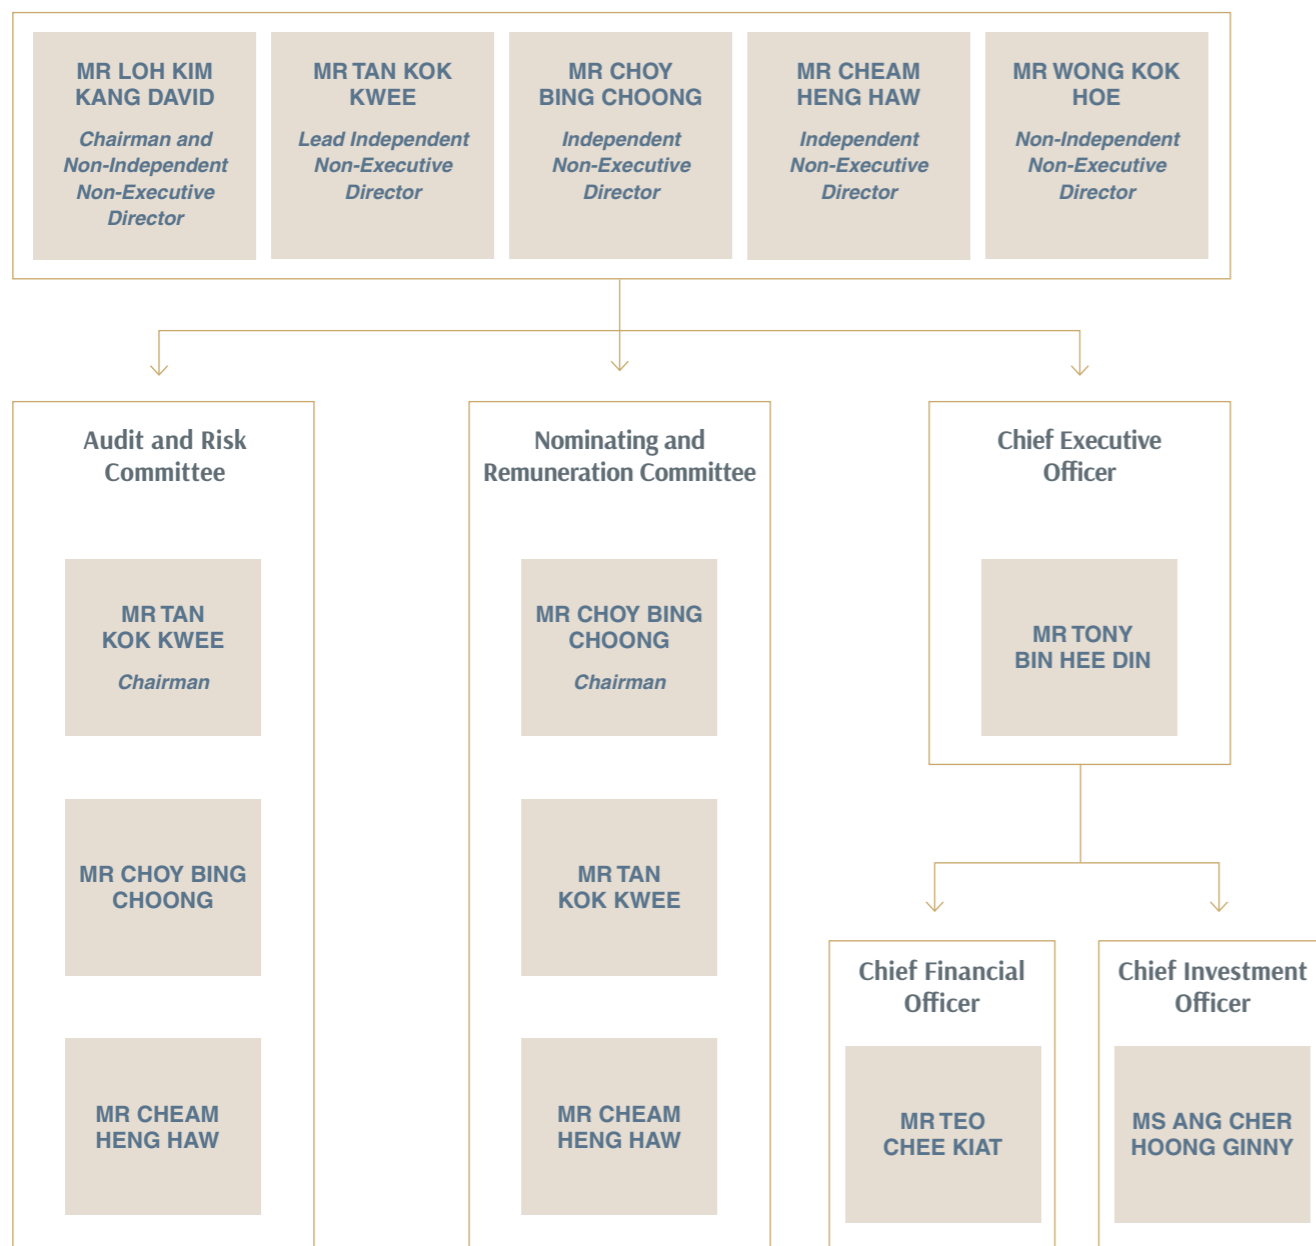 MR LOH KIM
KANG DAVID
Chairman and
Non-Independent
Non-Executive
Director
MR TAN KOK
KWEE
Lead Independent
Non-Executive
Director
MR CHOY
BING CHOONG
Independent
Non-Executive
Director
MR CHEAM
HENG HAW
Independent
Non-Executive
Director
MR WONG KOK
HOE
Non-Independent
Non-Executive
Director
Audit and Risk
Committee
MR TAN
KOK KWEE
Chairman
MR CHOY BING
CHOONG
MR CHEAM
HENG HAW
Nominating and
Remuneration Committee
MR CHOY BING
CHOONG
Chairman
MR TAN
KOK KWEE
MR CHEAM
HENG HAW
Chief Executive
Officer
MR TONY
BIN HEE DIN
Chief Financial
Officer
MR TEO
CHEE KIAT
Chief Investment
Officer
MS ANG CHER
HOONG GINNY